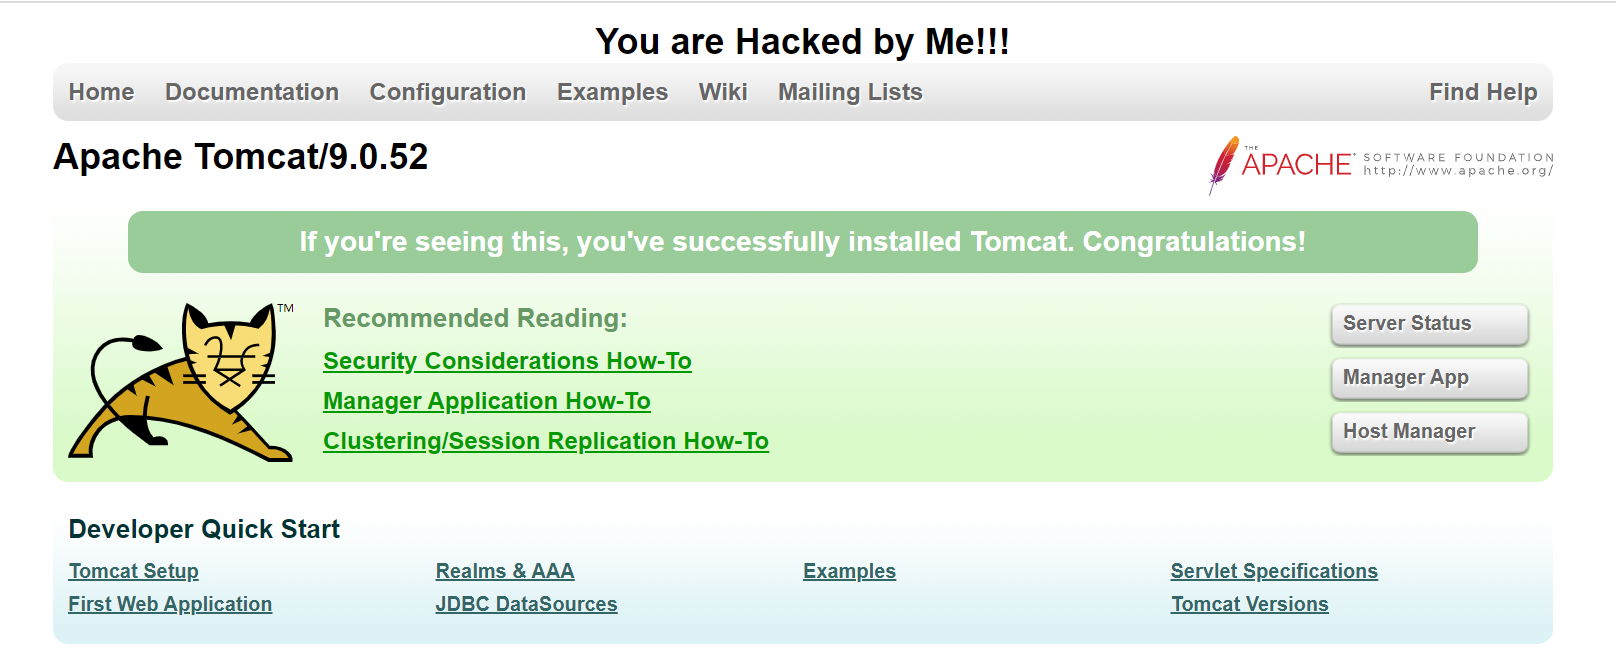 You are Hacked by Me!!!
Home Documentation Configuration Examples Wiki Mailing Lists Find Help
Apache Tomcat/9.0.52
THE APACHE SOFTWARE FOUNDATION
http://www.apache.org/
If you're seeing this, you've successfully installed Tomcat. Congratulations!
TM
Recommended Reading:
Security Considerations How-To
Manager Application How-To
Clustering/Session Replication How-To
Server Status
Manager App
Host Manager
Developer Quick Start
Tomcat Setup
First Web Application
Realms & AAA
JDBC DataSources
Examples
Servlet Specifications
Tomcat Versions